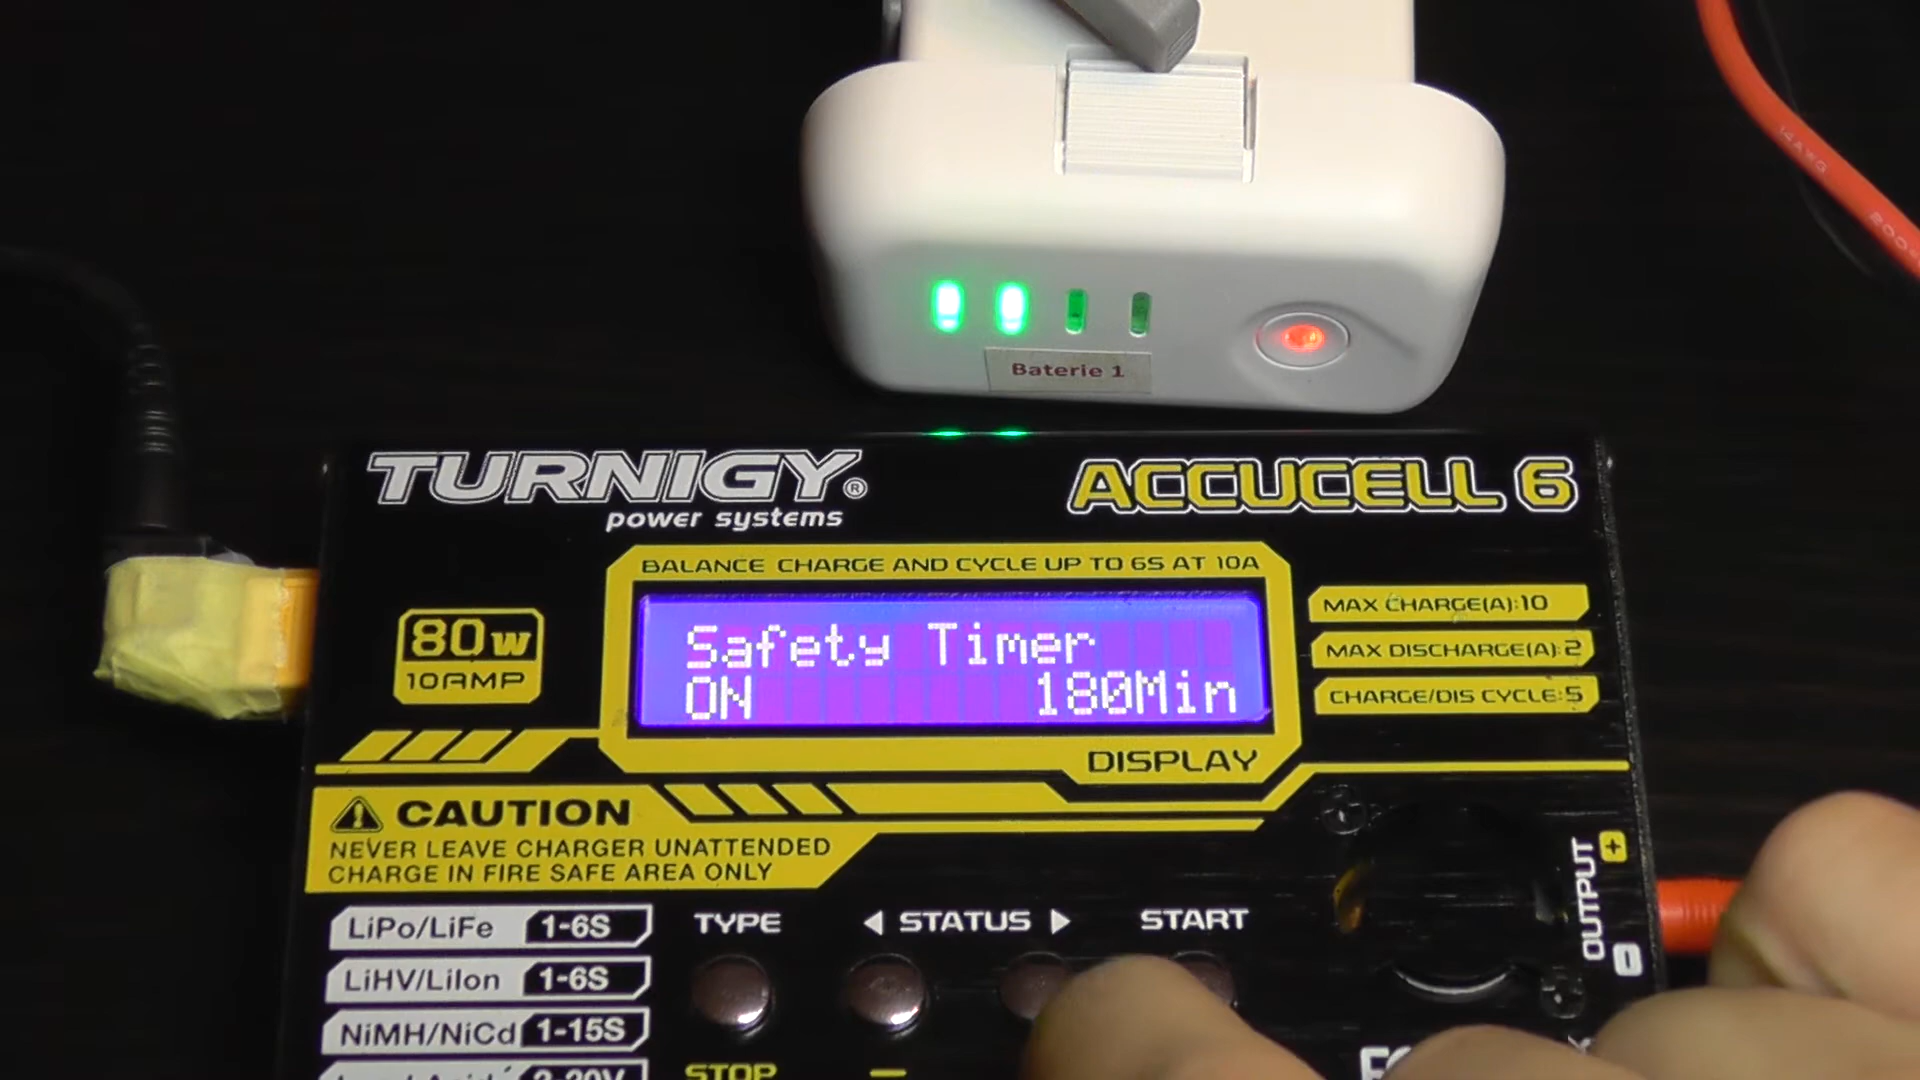 14AWG
Baterie 1
TURNIGY®
power systems
ACCUCELL 6
BALANCE CHARGE AND CYCLE UP TO 6S AT 10A
80W
10AMP
Safety Timer
ON 180Min
MAX CHARGE(A):10
MAX DISCHARGE(A):2
CHARGE/DIS CYCLE:5
DISPLAY
CAUTION
NEVER LEAVE CHARGER UNATTENDED
CHARGE IN FIRE SAFE AREA ONLY
LiPo/LiFe 1-6S
LiHV/LiIon 1-6S
NiMH/NiCd 1-15S
TYPE
◀ STATUS ▶
START
OUTPUT
+
STOP